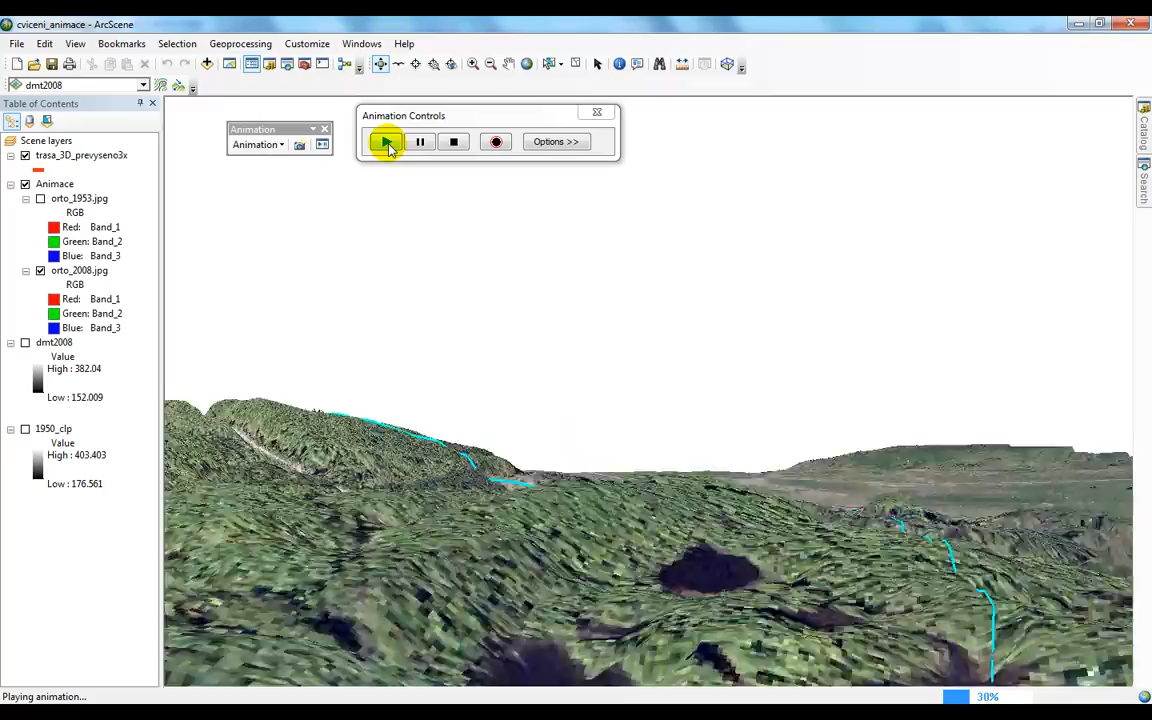 cviceni_animace - ArcScene
File Edit View Bookmarks Selection Geoprocessing Customize Windows Help
dmt2008
Table of Contents
Scene layers
trasa_3D_prevyseno3x
Animace
orto_1953.jpg
RGB
Red: Band_1
Green: Band_2
Blue: Band_3
orto_2008.jpg
RGB
Red: Band_1
Green: Band_2
Blue: Band_3
dmt2008
Value
High : 382.04
Low : 152.009
1950_clp
Value
High : 403.403
Low : 176.561
Animation
Animation
Animation Controls
Options >>
Catalog
Search
Playing animation...
30%